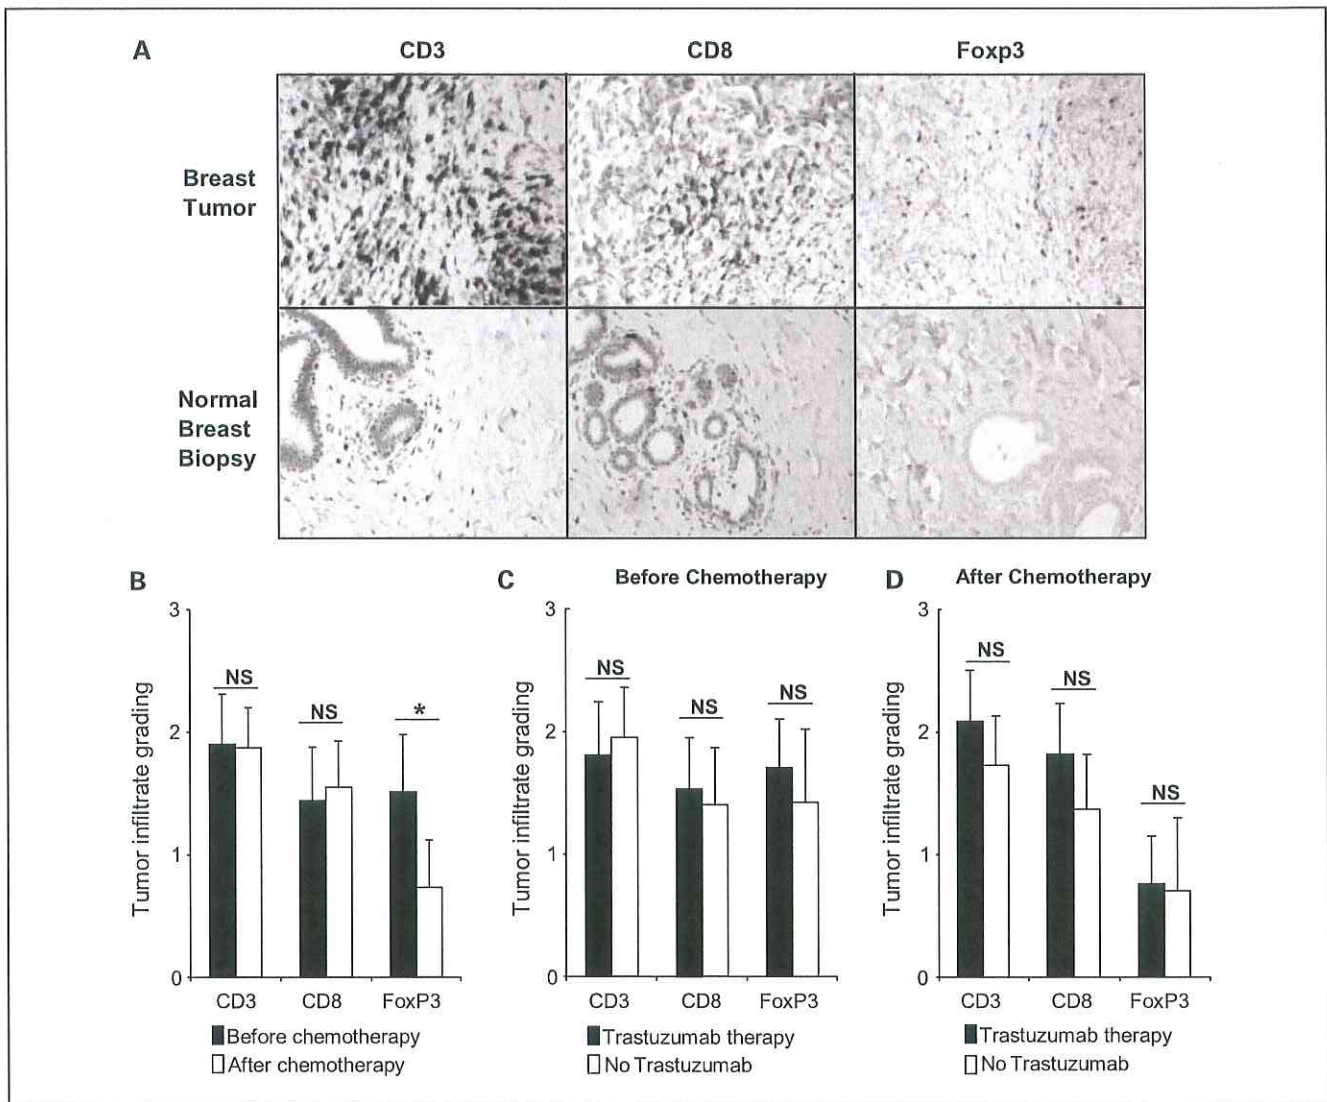 A
CD3
CD8
Foxp3
Breast
Tumor
Normal
Breast
Biopsy
B
3
2
1
0
Tumor infiltrate grading
NS
NS
*
CD3
CD8
FoxP3
Before chemotherapy
After chemotherapy
C
Before Chemotherapy
3
2
1
0
Tumor infiltrate grading
NS
NS
NS
CD3
CD8
FoxP3
Trastuzumab therapy
No Trastuzumab
D
After Chemotherapy
3
2
1
0
Tumor infiltrate grading
NS
NS
NS
CD3
CD8
FoxP3
Trastuzumab therapy
No Trastuzumab